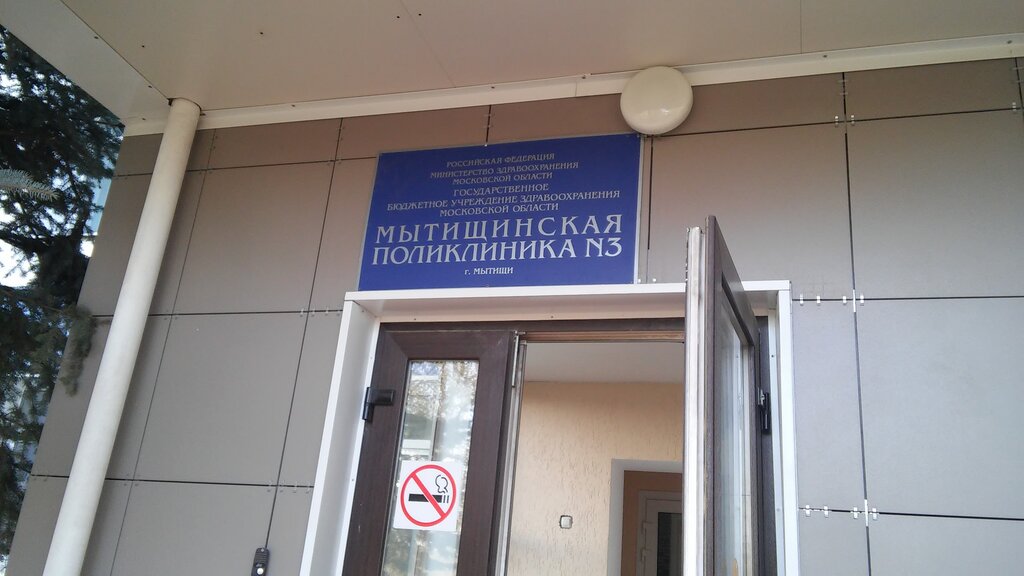 РОССИЙСКАЯ ФЕДЕРАЦИЯ
МИНИСТЕРСТВО ЗДРАВООХРАНЕНИЯ
МОСКОВСКОЙ ОБЛАСТИ
ГОСУДАРСТВЕННОЕ
БЮДЖЕТНОЕ УЧРЕЖДЕНИЕ ЗДРАВООХРАНЕНИЯ
МОСКОВСКОЙ ОБЛАСТИ
МЫТИЩИНСКАЯ
ПОЛИКЛИНИКА N3
г. МЫТИЩИ